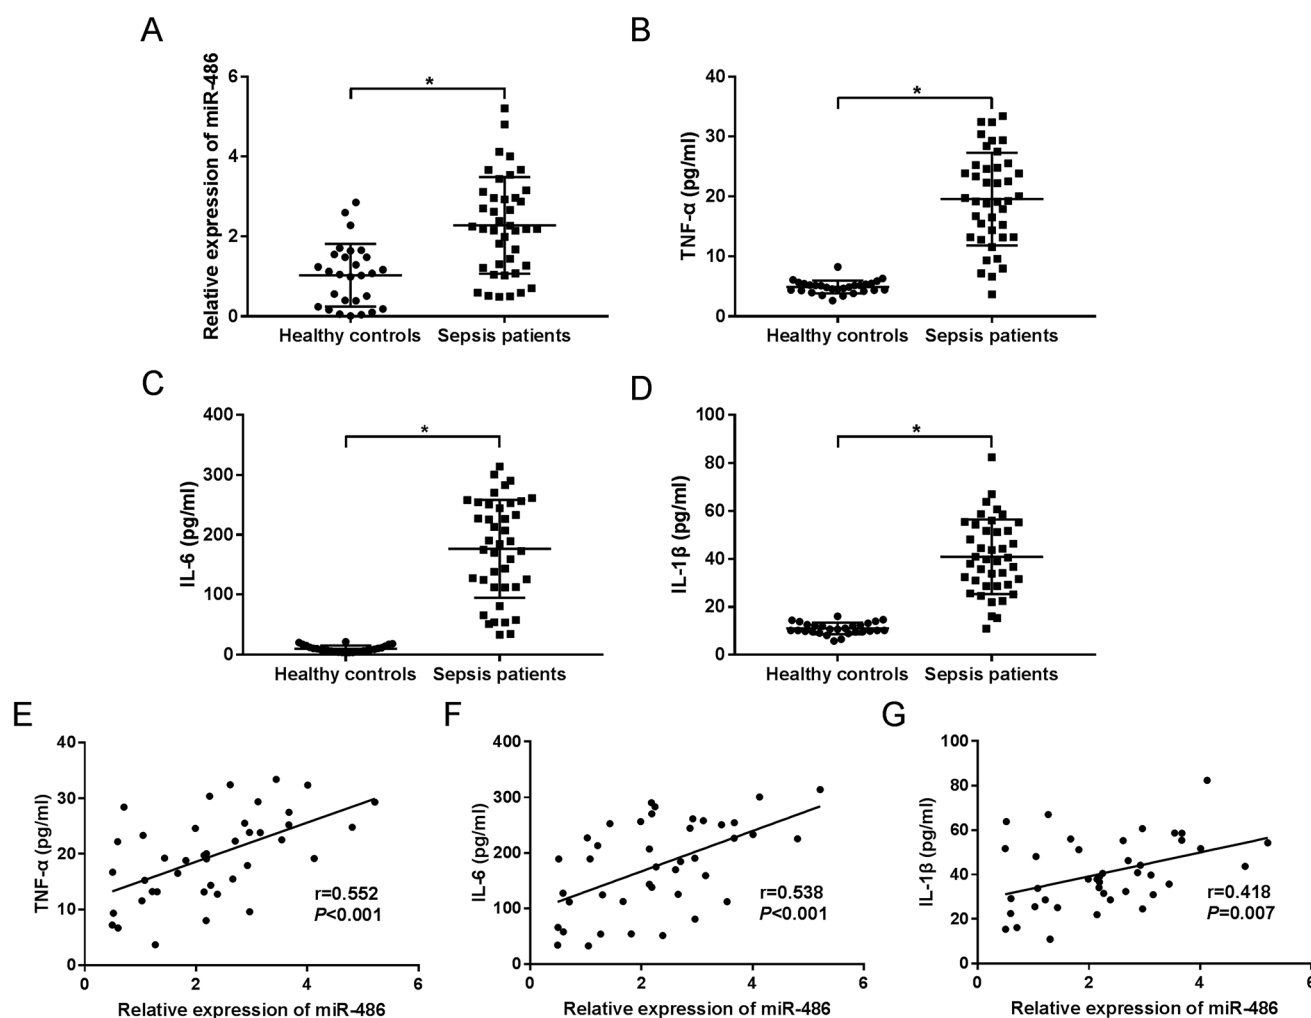 A
Relative expression of miR-486
6
4
2
0
*
Healthy controls
Sepsis patients
B
TNF-α (pg/ml)
40
30
20
10
0
*
Healthy controls
Sepsis patients
C
IL-6 (pg/ml)
400
300
200
100
0
*
Healthy controls
Sepsis patients
D
IL-1β (pg/ml)
100
80
60
40
20
0
*
Healthy controls
Sepsis patients
E
TNF-α (pg/ml)
40
30
20
10
0
r=0.552
P<0.001
0
2
4
6
Relative expression of miR-486
F
IL-6 (pg/ml)
400
300
200
100
0
r=0.538
P<0.001
0
2
4
6
Relative expression of miR-486
G
IL-1β (pg/ml)
100
80
60
40
20
0
r=0.418
P=0.007
0
2
4
6
Relative expression of miR-486